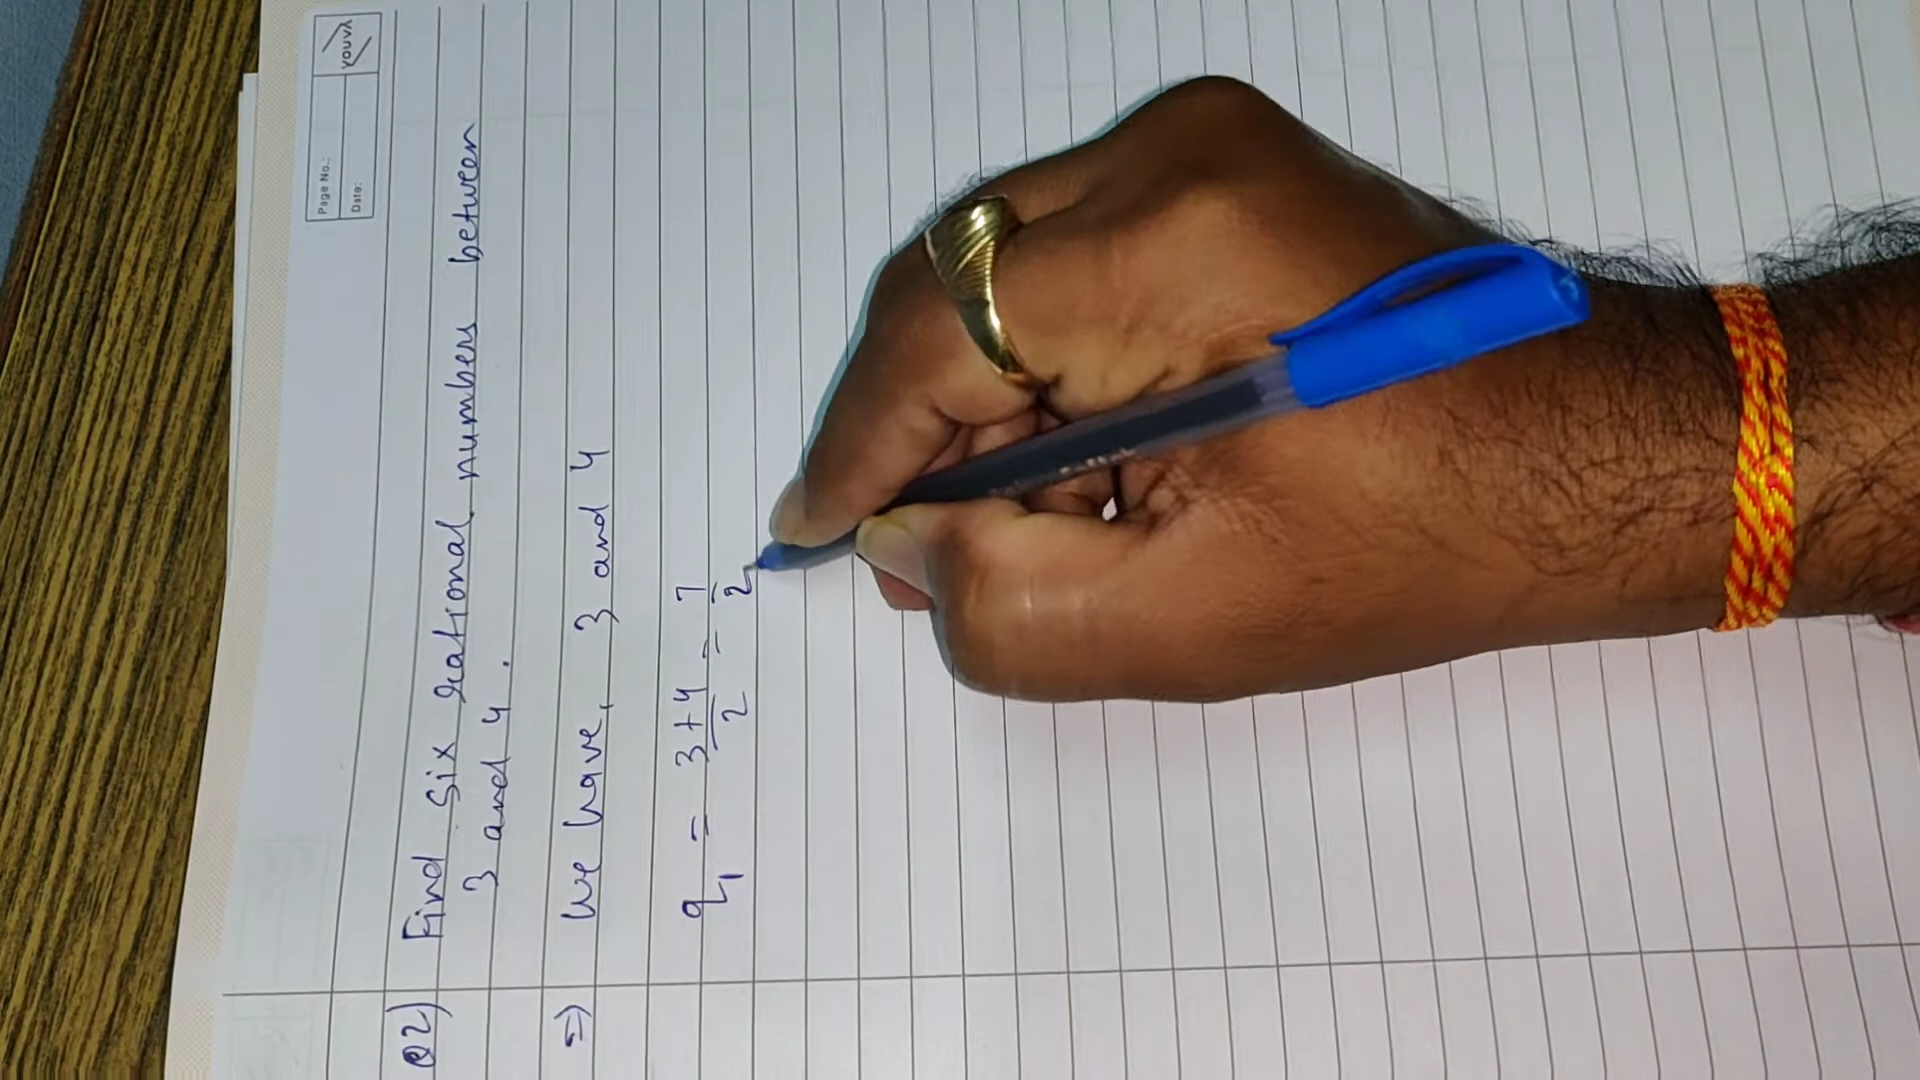 youva
Page No.:
Date:
Q2) Find six rational numbers between
3 and 4.
=> We have, 3 and 4
q1 = 3+4/2 = 7/2